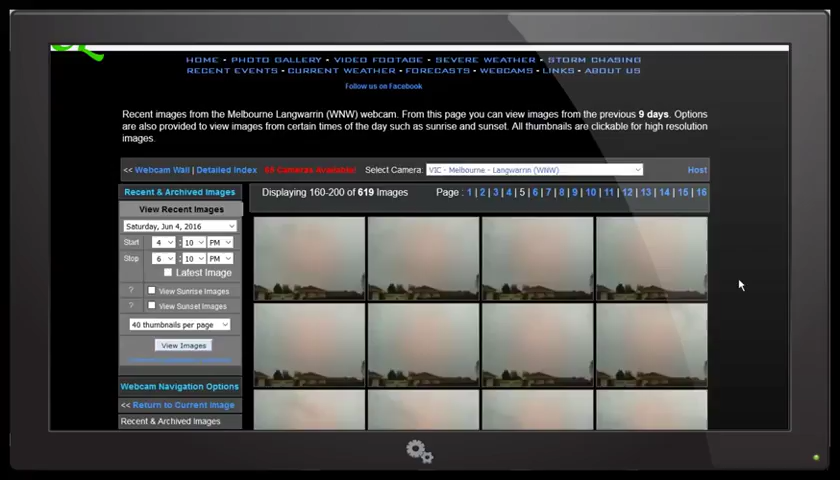 HOME - PHOTO GALLERY - VIDEO FOOTAGE - SEVERE WEATHER - STORM CHASING
RECENT EVENTS - CURRENT WEATHER - FORECASTS - WEBCAMS - LINKS - ABOUT US
Follow us on Facebook
Recent images from the Melbourne Langwarrin (WNW) webcam. From this page you can view images from the previous 9 days. Options
are also provided to view images from certain times of the day such as sunrise and sunset. All thumbnails are clickable for high resolution
images.
<< Webcam Wall | Detailed Index
Cameras Available! Select Camera: VIC - Melbourne - Langwarrin (WNW) Host
Recent & Archived Images
Displaying 160-200 of 619 Images Page : 1 | 2 | 3 | 4 | 5 | 6 | 7 | 8 | 9 | 10 | 11 | 12 | 13 | 14 | 15 | 16
View Recent Images
Saturday, Jun 4, 2016
Start 4 : 10 PM
Stop 6 : 10 PM
Latest Image
? View Sunrise Images
? View Sunset Images
40 thumbnails per page
View Images
Webcam Navigation Options
<< Return to Current Image
Recent & Archived Images